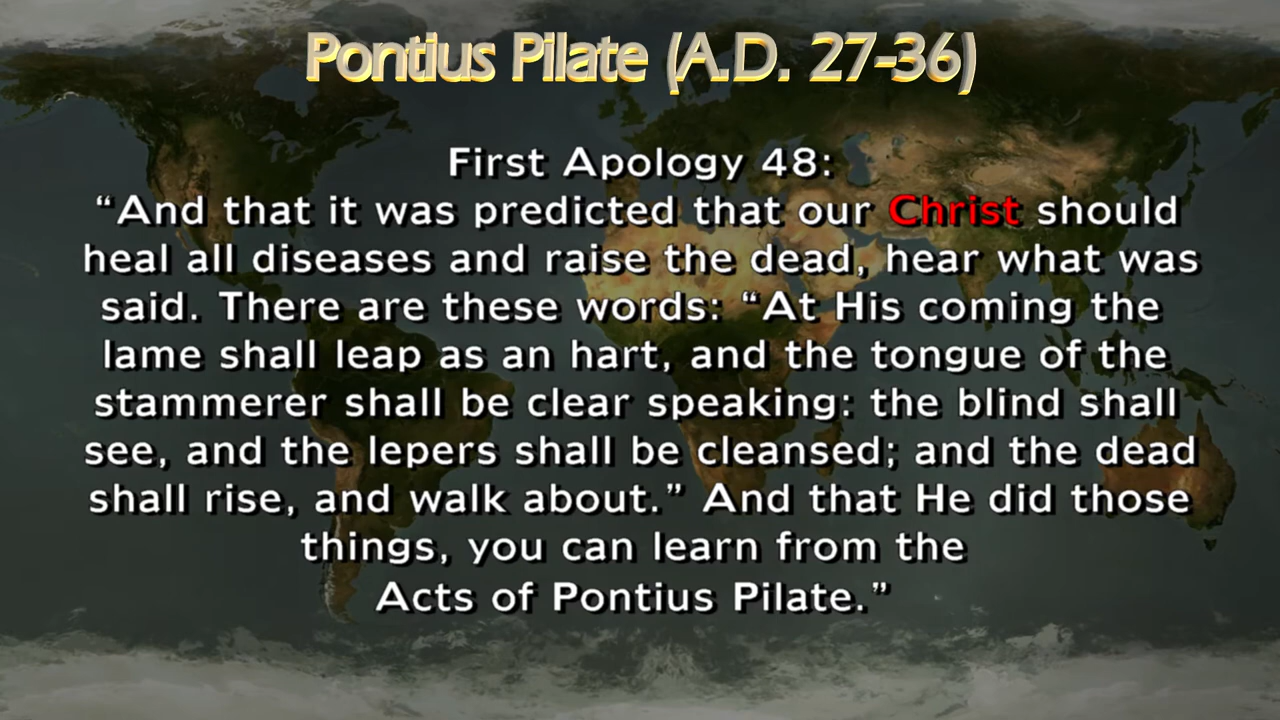 Pontius Pilate (A.D. 27-36)
First Apology 48:
“And that it was predicted that our Christ should
heal all diseases and raise the dead, hear what was
said. There are these words: “At His coming the
lame shall leap as an hart, and the tongue of the
stammerer shall be clear speaking: the blind shall
see, and the lepers shall be cleansed; and the dead
shall rise, and walk about.” And that He did those
things, you can learn from the
Acts of Pontius Pilate.”